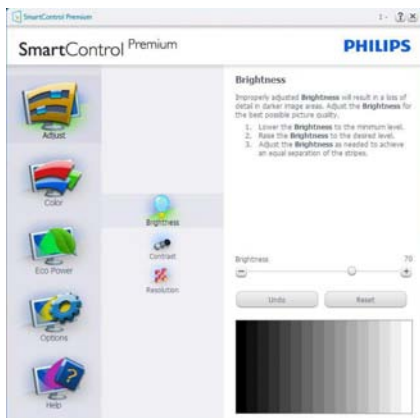 SmartControl Premium
SmartControl Premium
PHILIPS
Adjust
Color
Eco Power
Options
Help
Brightness
Contrast
Resolution
Brightness
Improperly adjusted Brightness will result in a loss of
detail in darker image areas. Adjust the Brightness for
the best possible picture quality.
1. Lower the Brightness to the minimum level.
2. Raise the Brightness to the desired level.
3. Adjust the Brightness as needed to achieve
an equal separation of the stripes.
Brightness 70
Undo Reset